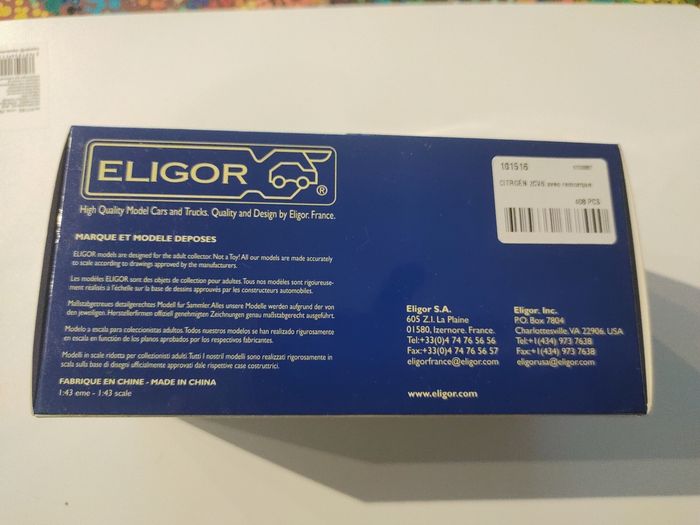 ELIGOR
®
High Quality Model Cars and Trucks. Quality and Design by Eligor. France.
MARQUE ET MODELE DEPOSES
ELIGOR models are designed for the adult collector. Not a Toy! All our models are made accurately
to scale according to drawings approved by the manufacturers.
Les modèles ELIGOR sont des objets de collection pour adultes. Tous nos modèles sont rigoureuse-
ment réalisés à l'échelle sur la base de dessins approuvés par les constructeurs automobiles.
Maßstabgetreues detailgerechtes Modell für Sammler. Alles unsere Modelle werden aufgrund der von
den jeweiligen. Herstellerfirmen offiziell genehmigten Zeichnungen genau maßstabgerecht ausgeführt.
Modelo a escala para coleccionistas adultos. Todos nuestros modelos se han realizado rigurosamente
en escala en función de los planos aprobados por los respectivos fabricantes.
Modelli in scale ridotta per collezionisti adulti Tutti I nostril modelli sono realizzati rigorosamente in
scala sulla base di disegni ufficialmente approvati dale rispettive case costruttrici.
FABRIQUE EN CHINE - MADE IN CHINA
1:43 eme - 1:43 scale
101516
CITROËN 2CV6 avec remorque
408 PCS
Eligor S.A.
605 Z.I. La Plaine
01580, Izernore. France.
Tel:+33(0)4 74 76 56 56
Fax:+33(0)4 74 76 56 57
eligorfrance@eligor.com
www.eligor.com
Eligor. Inc.
P.O. Box 7804
Charlottesville, VA 22906, USA
Tel:+1(434) 973 7638
Fax:+1(434) 973 7638
eligorusa@eligor.com